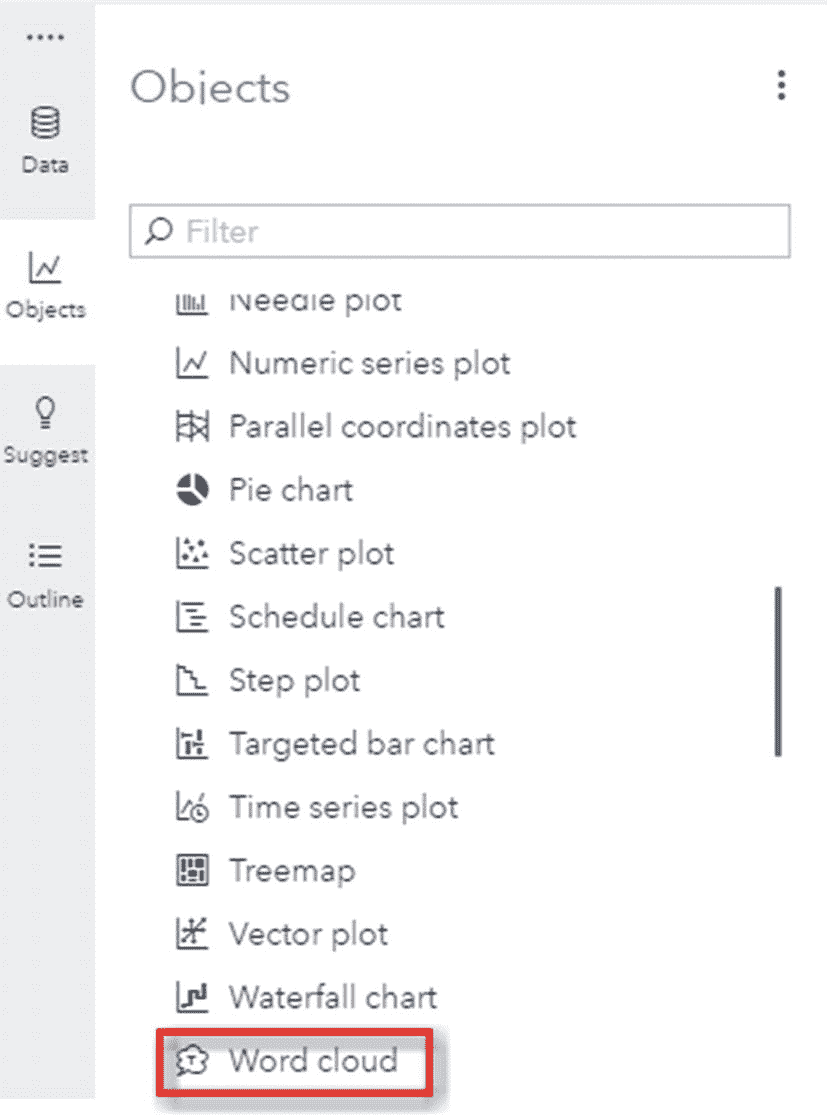 Objects
Data
Filter
Objects
Needle plot
Numeric series plot
Parallel coordinates plot
Suggest
Pie chart
Scatter plot
Outline
Schedule chart
Step plot
Targeted bar chart
Time series plot
Treemap
Vector plot
Waterfall chart
Word cloud